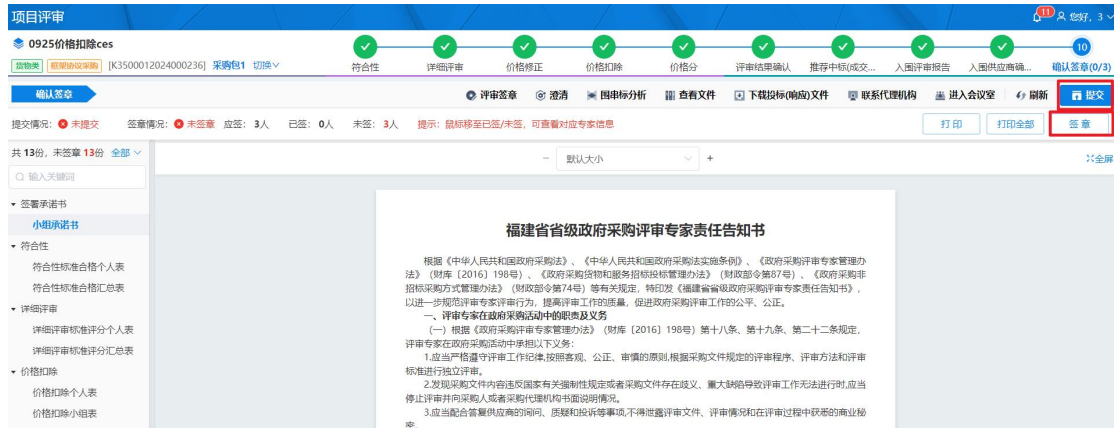 项目评审
11 您好，3
0925价格扣除ces
货物类 框架协议采购 [K3500012024000236] 采购包1 切换
符合性 详细评审 价格修正 价格扣除 价格分 评审结果确认 推荐中标(成交... 入围评审报告 入围供应商确... 10 确认签章(0/3)
确认签章 评审签章 澄清 围串标分析 查看文件 下载投标(响应)文件 联系代理机构 进入会议室 刷新 提交
提交情况： 未提交 签章情况： 未签章 应签： 3人 已签： 0人 未签： 3人 提示：鼠标移至已签/未签，可查看对应专家信息 打印 打印全部 签章
共 13份，未签章 13份 全部
输入关键词
签署承诺书
小组承诺书
符合性
符合性标准合格个人表
符合性标准合格汇总表
详细评审
详细评审标准评分个人表
详细评审标准评分汇总表
价格扣除
价格扣除个人表
价格扣除小组表
− 默认大小 + 全屏
福建省省级政府采购评审专家责任告知书
根据《中华人民共和国政府采购法》、《中华人民共和国政府采购法实施条例》、《政府采购评审专家管理办
法》（财库〔2016〕198号）、《政府采购货物和服务招标投标管理办法》（财政部令第87号）、《政府采购非
招标采购方式管理办法》（财政部令第74号）等有关规定，特印发《福建省省级政府采购评审专家责任告知书》，
以进一步规范评审专家评审行为，提高评审工作的质量，促进政府采购评审工作的公平、公正。
一、评审专家在政府采购活动中的职责及义务
（一）根据《政府采购评审专家管理办法》（财库〔2016〕198号）第十八条、第十九条、第二十二条规定，
评审专家在政府采购活动中承担以下义务：
1.应当严格遵守评审工作纪律,按照客观、公正、审慎的原则,根据采购文件规定的评审程序、评审方法和评审
标准进行独立评审。
2.发现采购文件内容违反国家有关强制性规定或者采购文件存在歧义、重大缺陷导致评审工作无法进行时,应当
停止评审并向采购人或者采购代理机构书面说明情况。
3.应当配合答复供应商的询问、质疑和投诉等事项,不得泄露评审文件、评审情况和在评审过程中获悉的商业秘
密。